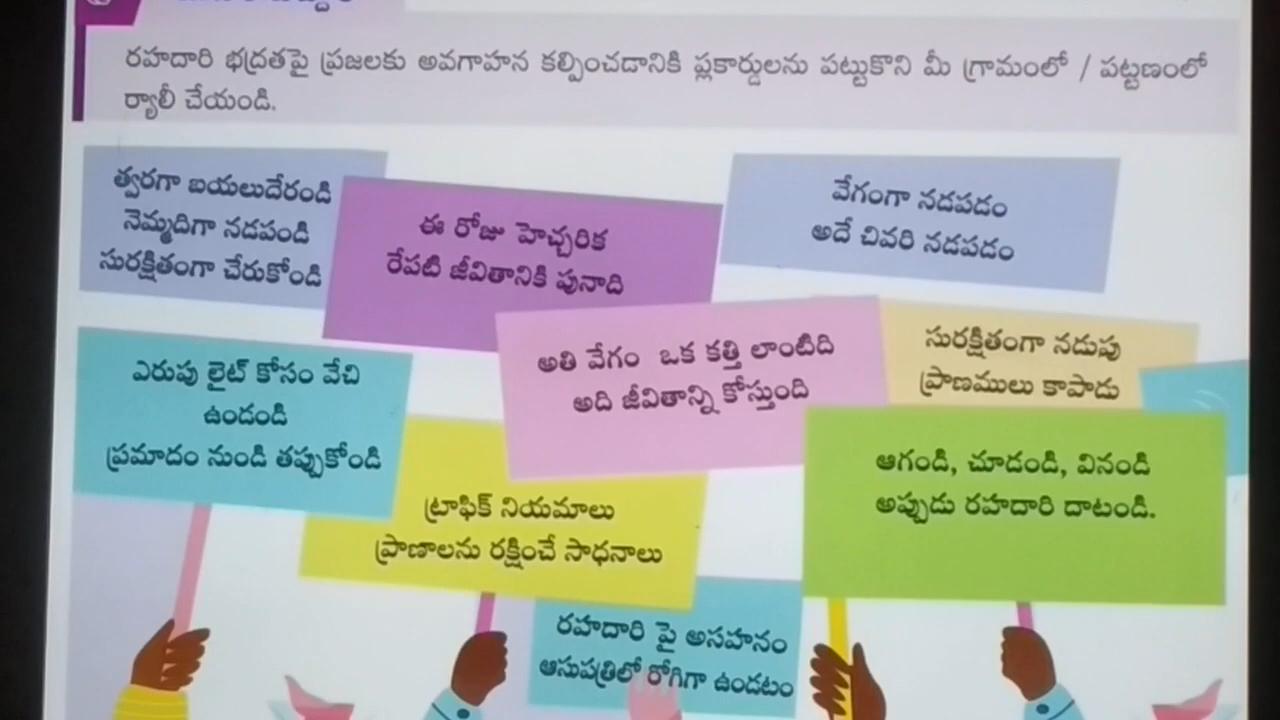 రహదారి భద్రతపై ప్రజలకు అవగాహన కల్పించడానికి ప్లకార్డులను పట్టుకొని మీ గ్రామంలో / పట్టణంలో
ర్యాలీ చేయండి.
త్వరగా బయలుదేరండి
నెమ్మదిగా నడపండి
సురక్షితంగా చేరుకోండి
ఈ రోజు హెచ్చరిక
రేపటి జీవితానికి పునాది
వేగంగా నడపడం
అదే చివరి నడపడం
ఎరుపు లైట్ కోసం వేచి
ఉండండి
ప్రమాదం నుండి తప్పుకోండి
అతి వేగం ఒక కత్తి లాంటిది
అది జీవితాన్ని కోస్తుంది
సురక్షితంగా నడుపు
ప్రాణములు కాపాడు
ట్రాఫిక్ నియమాలు
ప్రాణాలను రక్షించే సాధనాలు
ఆగండి, చూడండి, వినండి
అప్పుడు రహదారి దాటండి.
రహదారి పై అసహనం
ఆసుపత్రిలో రోగిగా ఉండటం